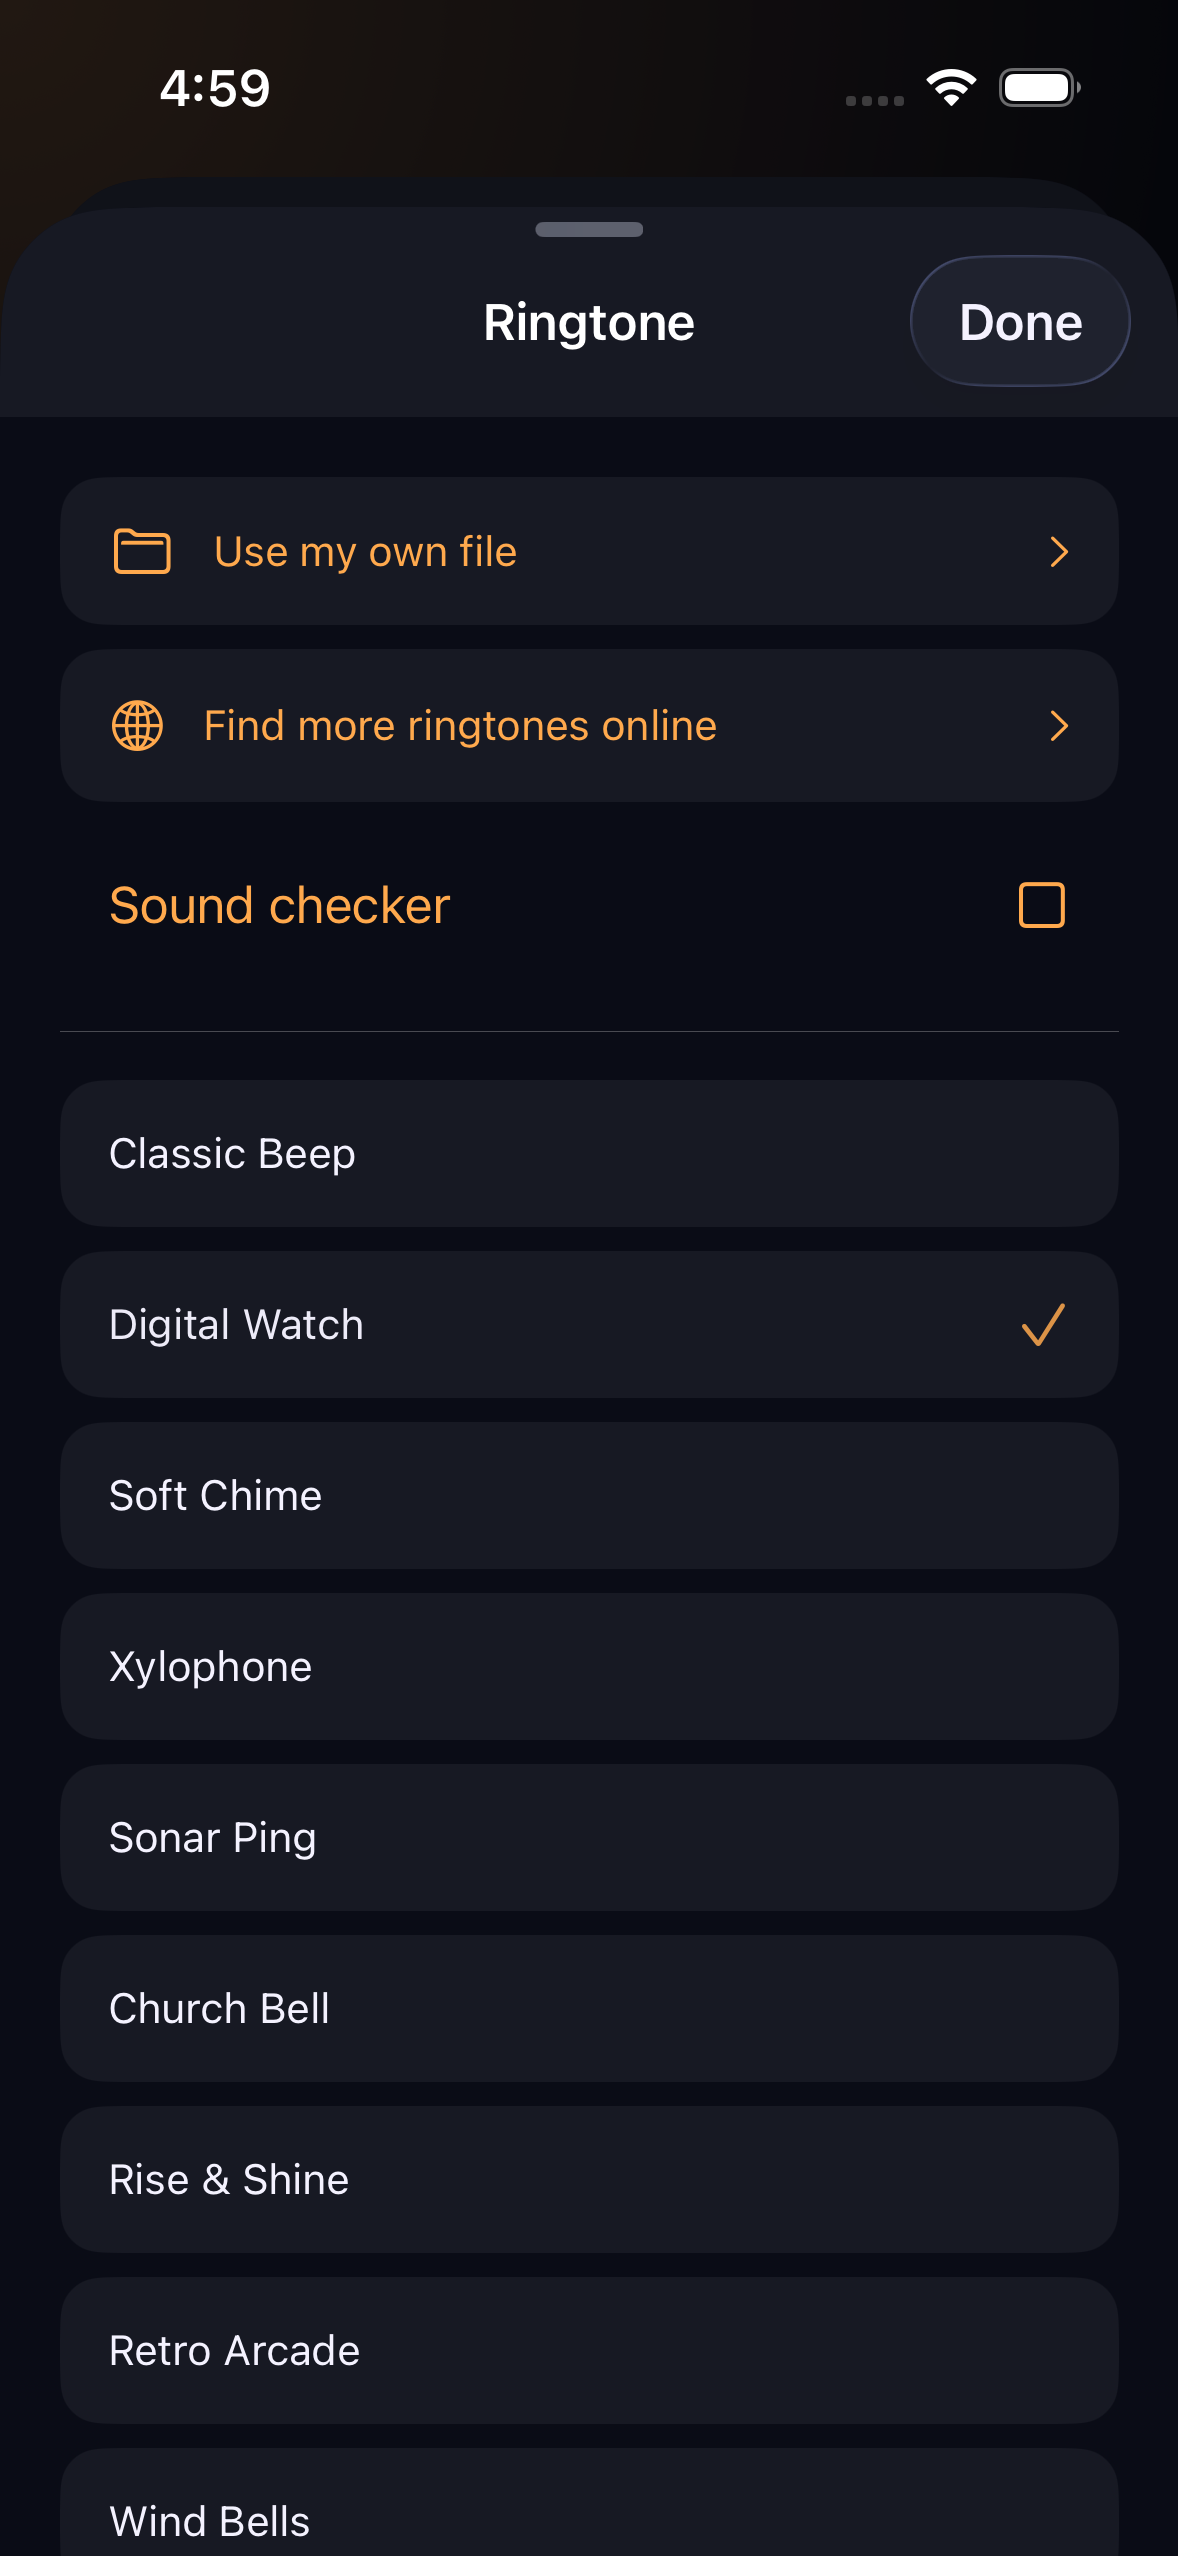 4:59
Ringtone
Done
Use my own file
Find more ringtones online
Sound checker
Classic Beep
Digital Watch
Soft Chime
Xylophone
Sonar Ping
Church Bell
Rise & Shine
Retro Arcade
Wind Bells